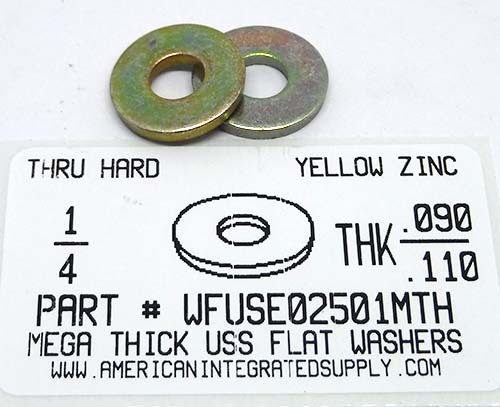 THRU HARD YELLOW ZINC
1/4 THK .090/.110
PART # WFUSE02501MTH
MEGA THICK USS FLAT WASHERS
WWW.AMERICANINTEGRATEDSUPPLY.COM